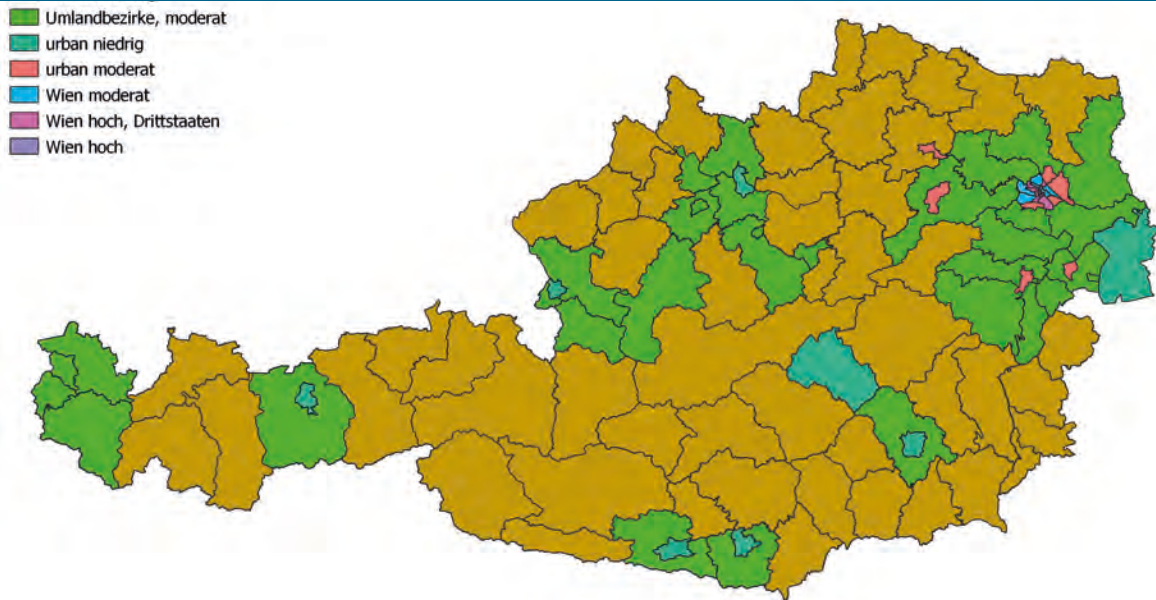 Umlandbezirke, moderat
urban niedrig
urban moderat
Wien moderat
Wien hoch, Drittstaaten
Wien hoch